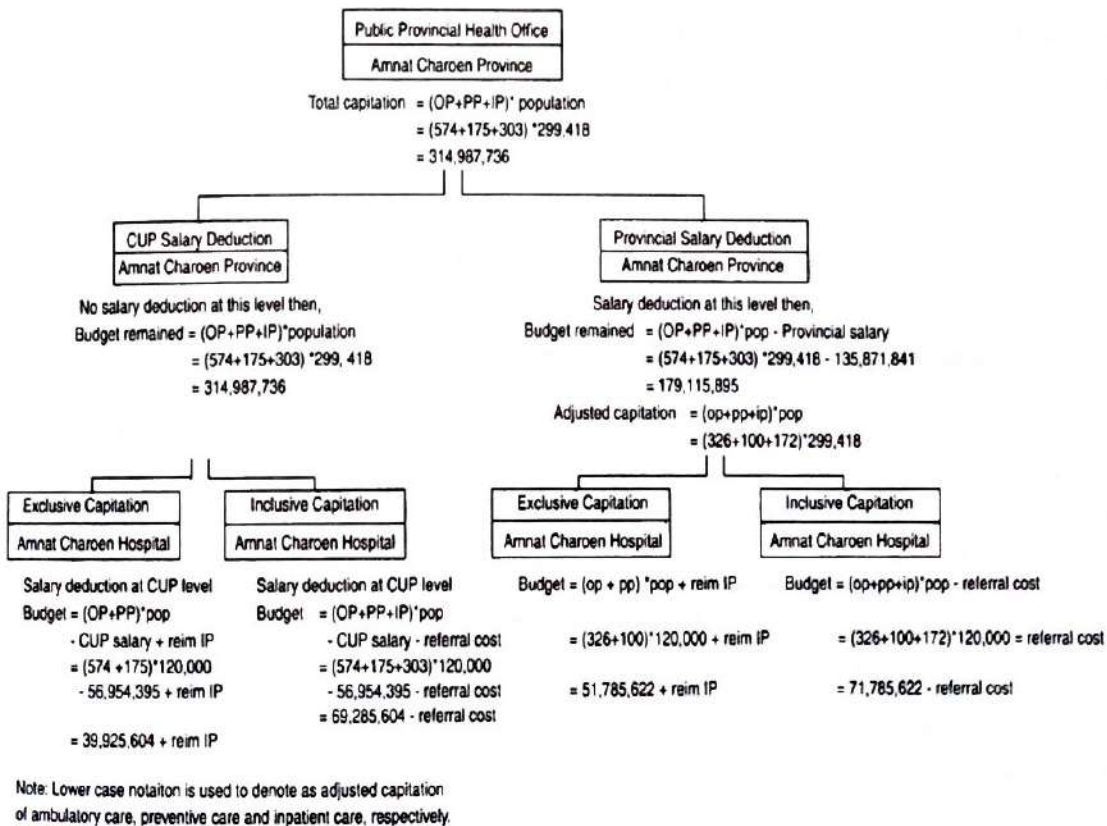 Public Provincial Health Office
Amnat Charoen Province
Total capitation = (OP+PP+IP)* population
= (574+175+303) *299,418
= 314,987,736
CUP Salary Deduction
Amnat Charoen Province
No salary deduction at this level then,
Budget remained = (OP+PP+IP)*population
= (574+175+303) *299, 418
= 314,987,736
Provincial Salary Deduction
Amnat Charoen Province
Salary deduction at this level then,
Budget remained = (OP+PP+IP)*pop - Provincial salary
= (574+175+303) *299,418 - 135,871,841
= 179,115,895
Adjusted capitation = (op+pp+ip)*pop
= (326+100+172)*299,418
Exclusive Capitation
Amnat Charoen Hospital
Salary deduction at CUP level
Budget = (OP+PP)*pop
- CUP salary + reim IP
= (574 +175)*120,000
- 56,954,395 + reim IP
= 39,925,604 + reim IP
Inclusive Capitation
Amnat Charoen Hospital
Salary deduction at CUP level
Budget = (OP+PP+IP)*pop
- CUP salary - referral cost
= (574+175+303)*120,000
- 56,954,395 - referral cost
= 69,285,604 - referral cost
Exclusive Capitation
Amnat Charoen Hospital
Budget = (op + pp) *pop + reim IP
= (326+100)*120,000 + reim IP
= 51,785,622 + reim IP
Inclusive Capitation
Amnat Charoen Hospital
Budget = (op+pp+ip)*pop - referral cost
= (326+100+172)*120,000 = referral cost
= 71,785,622 - referral cost
Note: Lower case notaiton is used to denote as adjusted capitation
of ambulatory care, preventive care and inpatient care, respectively.